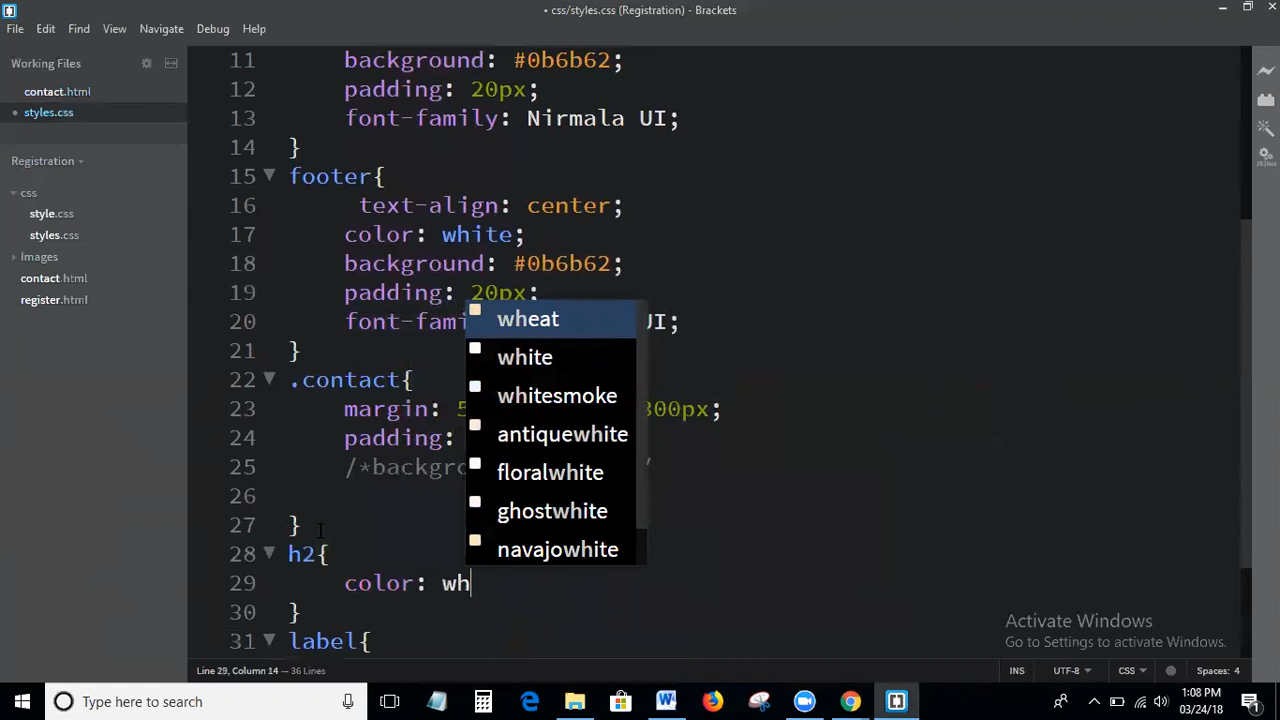 • css/styles.css (Registration) - Brackets
File Edit Find View Navigate Debug Help
Working Files
contact.html
• styles.css
Registration
css
style.css
styles.css
Images
contact.html
register.html
11 background: #0b6b62;
12 padding: 20px;
13 font-family: Nirmala UI;
14 }
15 footer{
16 text-align: center;
17 color: white;
18 background: #0b6b62;
19 padding: 20px;
20 font-fami UI;
21 }
22 .contact{
23 margin: 5 300px;
24 padding:
25 /*backgro /
26
27 }
28 h2{
29 color: wh
30 }
31 label{
wheat
white
whitesmoke
antiquewhite
floralwhite
ghostwhite
navajowhite
Activate Windows
Go to Settings to activate Windows.
Line 29, Column 14 — 36 Lines
INS UTF-8 CSS Spaces: 4
Type here to search
1:08 PM
03/24/18